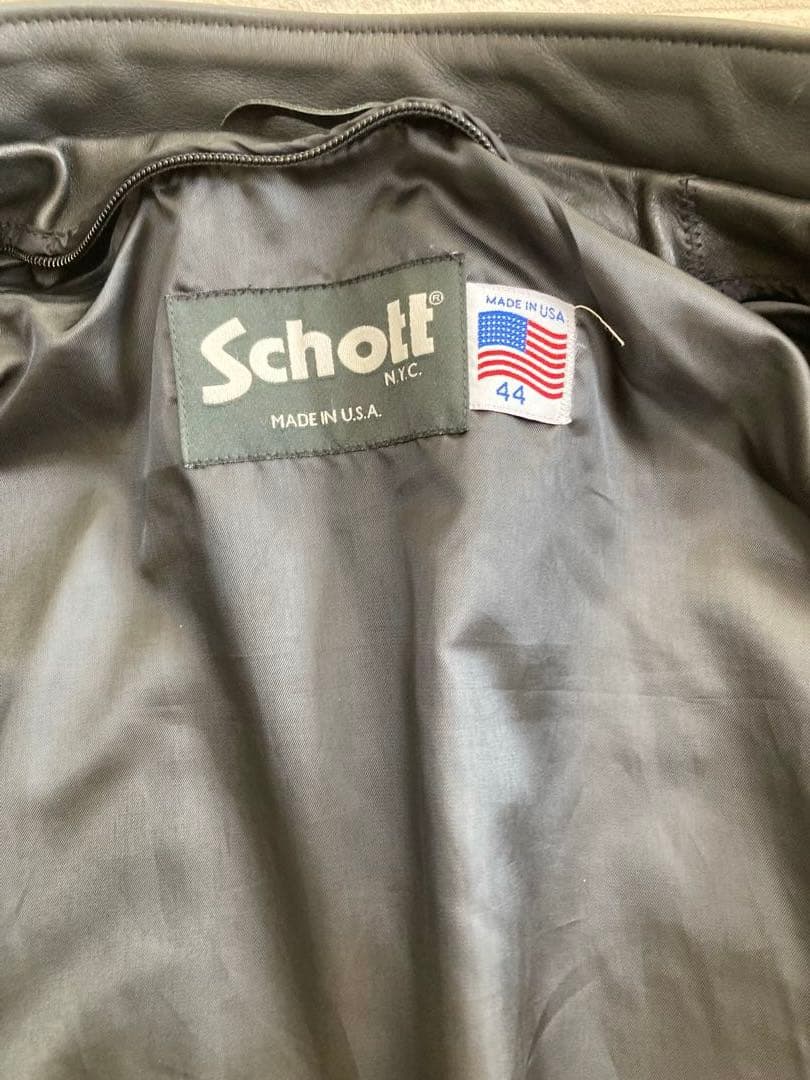 Schott®
N.Y.C.
MADE IN U.S.A.
MADE IN USA
44